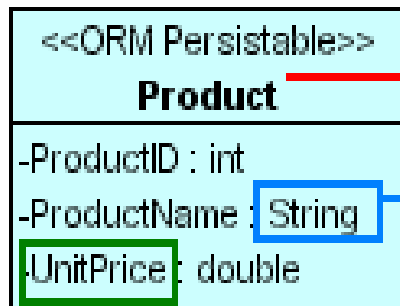 <<ORM Persistable>>
Product
-ProductID : int
-ProductName : String
-UnitPrice : double